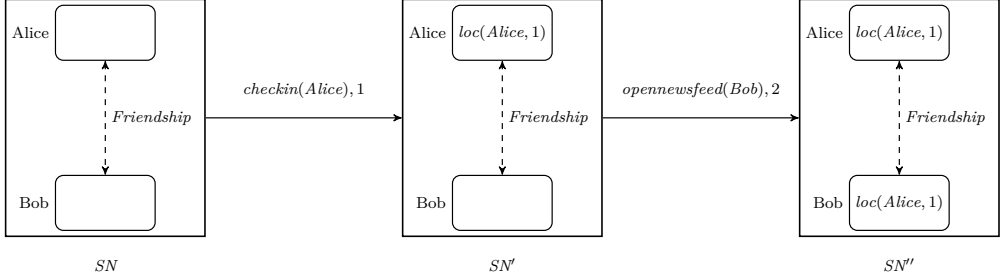 Alice
loc(Alice, 1)
Alice
loc(Alice, 1)
Alice
checkin(Alice), 1
opennewsfeed(Bob), 2
Friendship
Friendship
Friendship
Bob
Bob
Bob
loc(Alice, 1)
SN
SN′
SN″